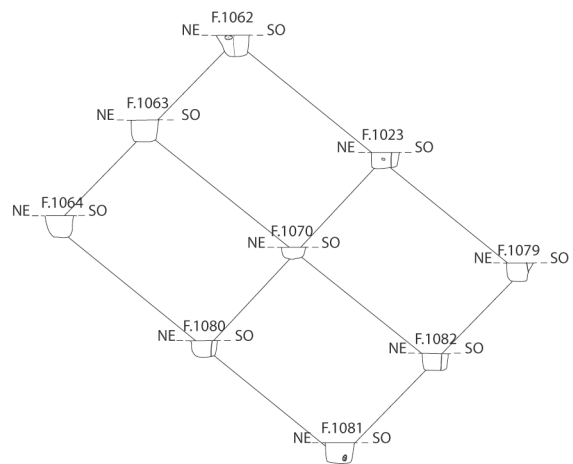 F.1062
NE SO
F.1063
NE SO
F.1023
NE SO
F.1064
NE SO
F.1070
NE SO
F.1079
NE SO
F.1080
NE SO
F.1082
NE SO
F.1081
NE SO